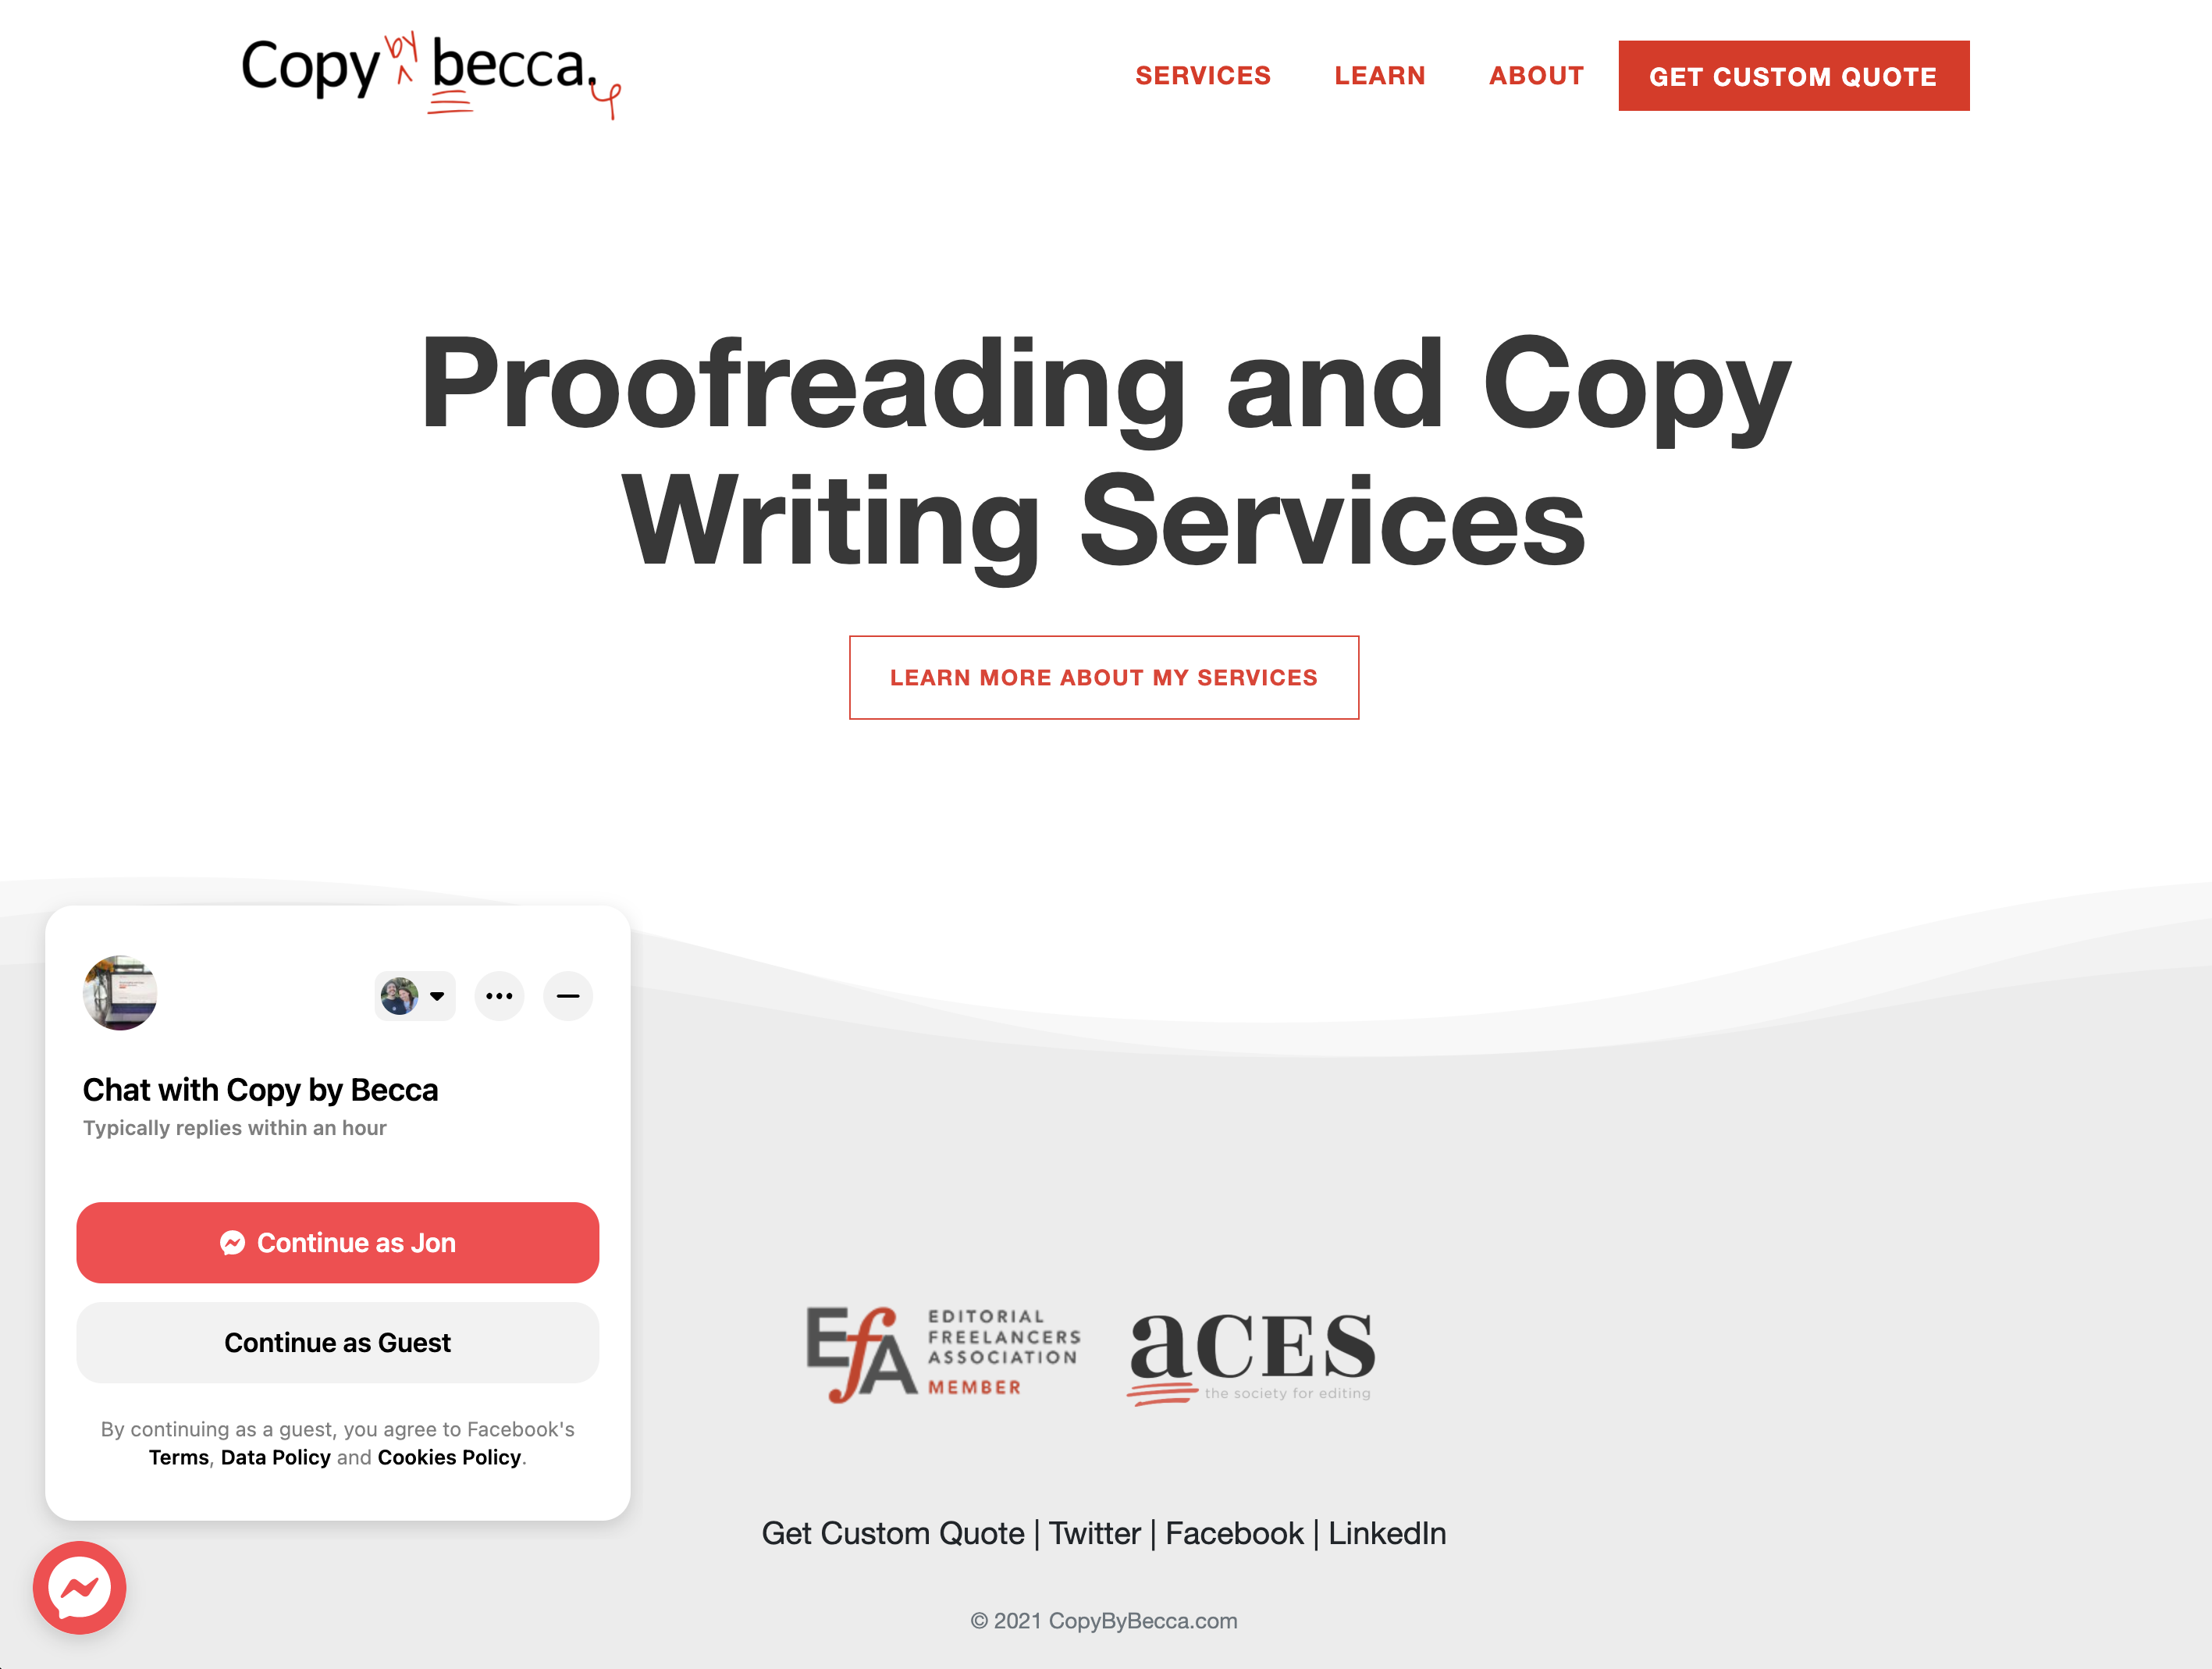 Copy by becca.
SERVICES
LEARN
ABOUT
GET CUSTOM QUOTE
Proofreading and Copy
Writing Services
LEARN MORE ABOUT MY SERVICES
Chat with Copy by Becca
Typically replies within an hour
Continue as Jon
Continue as Guest
By continuing as a guest, you agree to Facebook's
Terms, Data Policy and Cookies Policy.
EfA
EDITORIAL
FREELANCERS
ASSOCIATION
MEMBER
aCES
the society for editing
Get Custom Quote | Twitter | Facebook | LinkedIn
© 2021 CopyByBecca.com